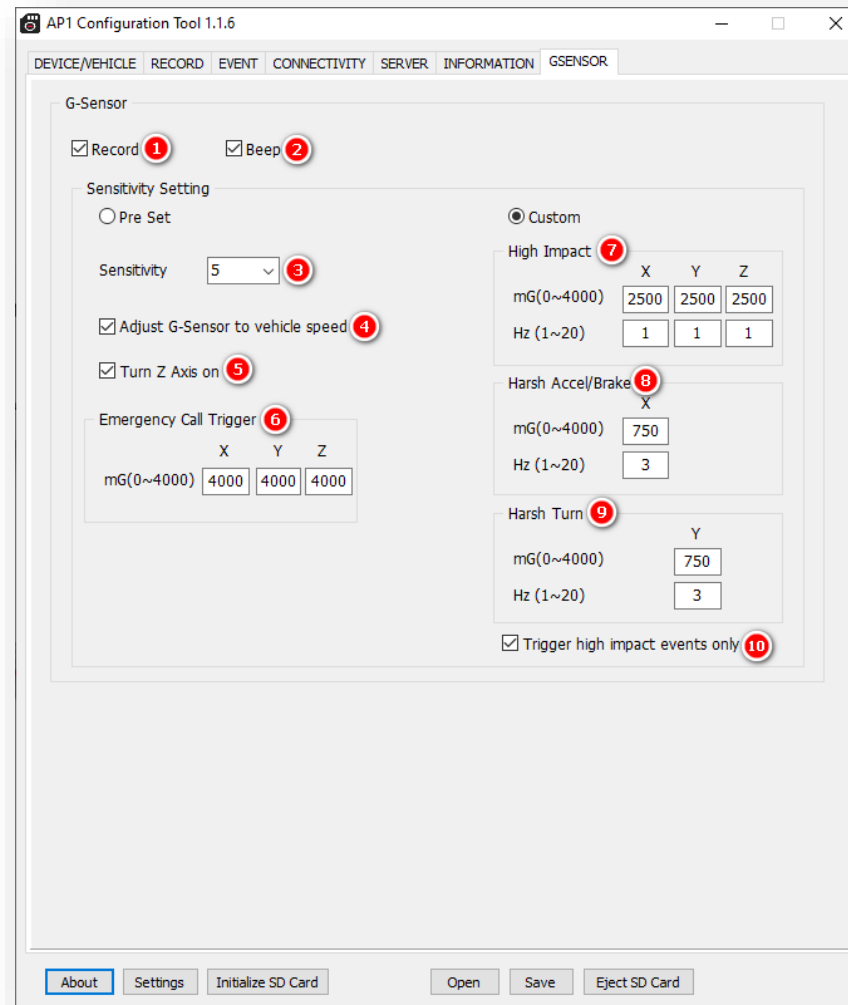 AP1 Configuration Tool 1.1.6
DEVICE/VEHICLE RECORD EVENT CONNECTIVITY SERVER INFORMATION GSENSOR
G-Sensor
Record 1 Beep 2
Sensitivity Setting
Pre Set
Sensitivity 5 3
Adjust G-Sensor to vehicle speed 4
Turn Z Axis on 5
Emergency Call Trigger 6
X Y Z
mG(0~4000) 4000 4000 4000
Custom
High Impact 7
X Y Z
mG(0~4000) 2500 2500 2500
Hz (1~20) 1 1 1
Harsh Accel/Brake 8
X
mG(0~4000) 750
Hz (1~20) 3
Harsh Turn 9
Y
mG(0~4000) 750
Hz (1~20) 3
Trigger high impact events only 10
About Settings Initialize SD Card Open Save Eject SD Card